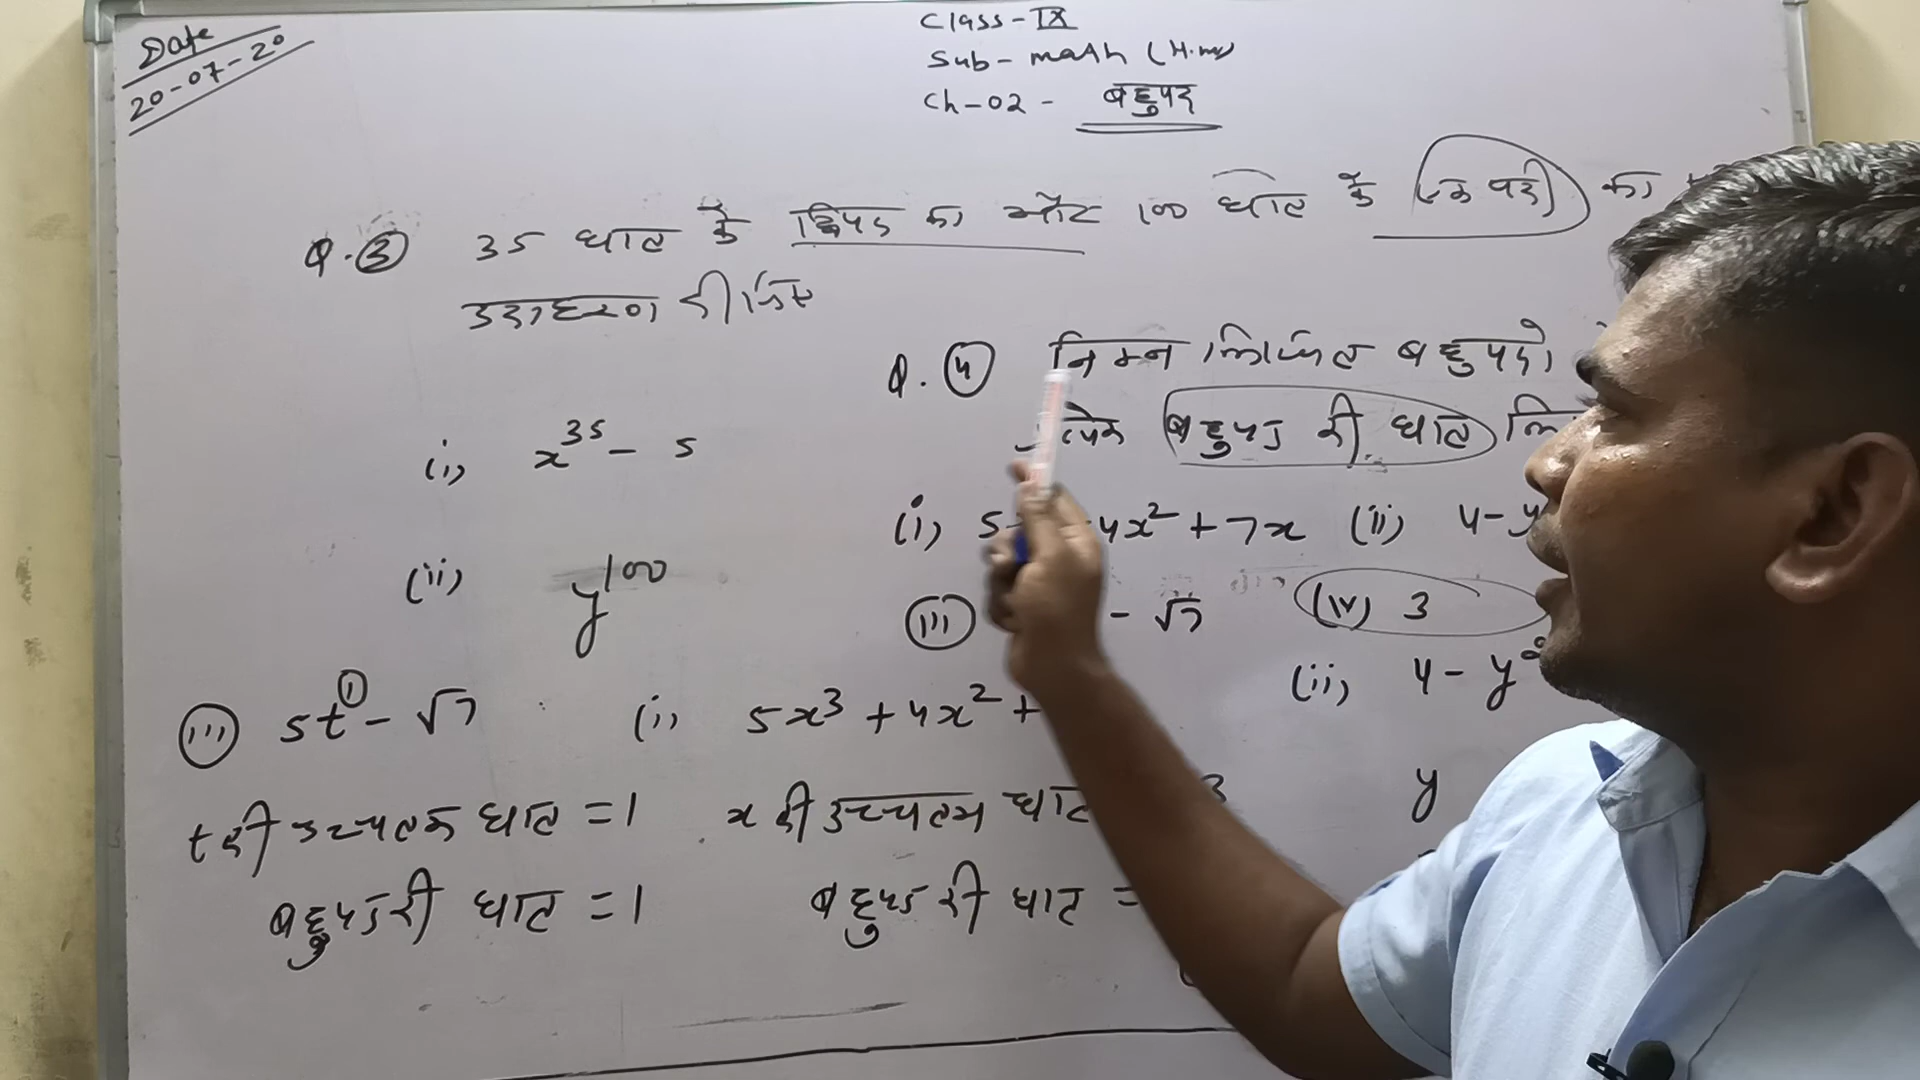 Date
20-07-20
Class-IX
Sub- math (
Ch-02 - बहुपद
Q.③ 35 घात के द्विपद का और 100 घात के (एक पदी) का
उदाहरण दीजिए
(i) x³⁵ - 5
(ii) y¹⁰⁰
Q.④ निम्न लिखित बहुपदो
बहुपद की घात
(i) 5 4x² + 7x (ii) 4-y
(iii) - √7 (iv) 3
(iii) 5t¹ - √7 (i) 5x³ + 4x² + (ii) 4 - y²
t की उच्चतम घात = 1 x की उच्चतम घात 3 y
बहुपद की घात = 1 बहुपद की घात =